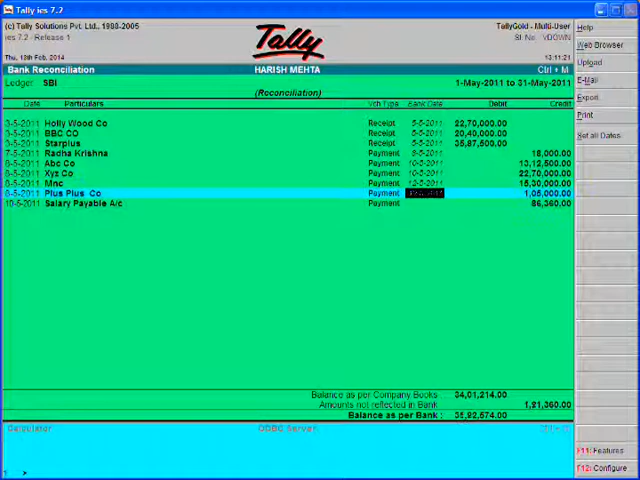 Tally ies 7.2
(c) Tally Solutions Pvt. Ltd., 1988-2005
ies 7.2 - Release 1
Thu, 13th Feb, 2014
Tally
TallyGold - Multi-User
Sl. No. YDOWN
13:11:21
Bank Reconciliation HARISH MEHTA Ctrl + M
Ledger: SBI 1-May-2011 to 31-May-2011
(Reconciliation)
Date Particulars Vch Type Bank Date Debit Credit
3-5-2011 Holly Wood Co Receipt 5-5-2011 22,70,000.00
3-5-2011 BBC CO Receipt 6-5-2011 20,40,000.00
3-5-2011 Starplus Receipt 5-5-2011 35,87,500.00
7-5-2011 Radha Krishna Payment 9-5-2011 18,000.00
8-5-2011 Abc Co Payment 10-5-2011 13,12,500.00
8-5-2011 Xyz Co Payment 10-5-2011 22,70,000.00
8-5-2011 Mnc Payment 12-5-2011 15,30,000.00
8-5-2011 Plus Plus Co Payment 1,05,000.00
10-5-2011 Salary Payable A/c Payment 86,360.00
Balance as per Company Books : 34,01,214.00
Amounts not reflected in Bank : 1,21,360.00
Balance as per Bank : 35,92,574.00
Calculator ODBC Server
1 >
Help
Web Browser
Upload
E-Mail
Export
Print
Set all Dates
F11: Features
F12: Configure